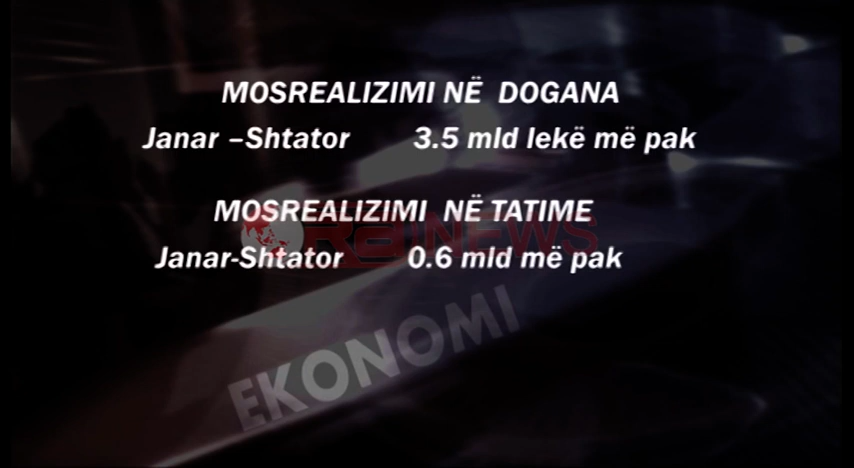 MOSREALIZIMI NË DOGANA
Janar –Shtator 3.5 mld lekë më pak
MOSREALIZIMI NË TATIME
OraNEWS
Janar-Shtator 0.6 mld më pak
EKONOMI